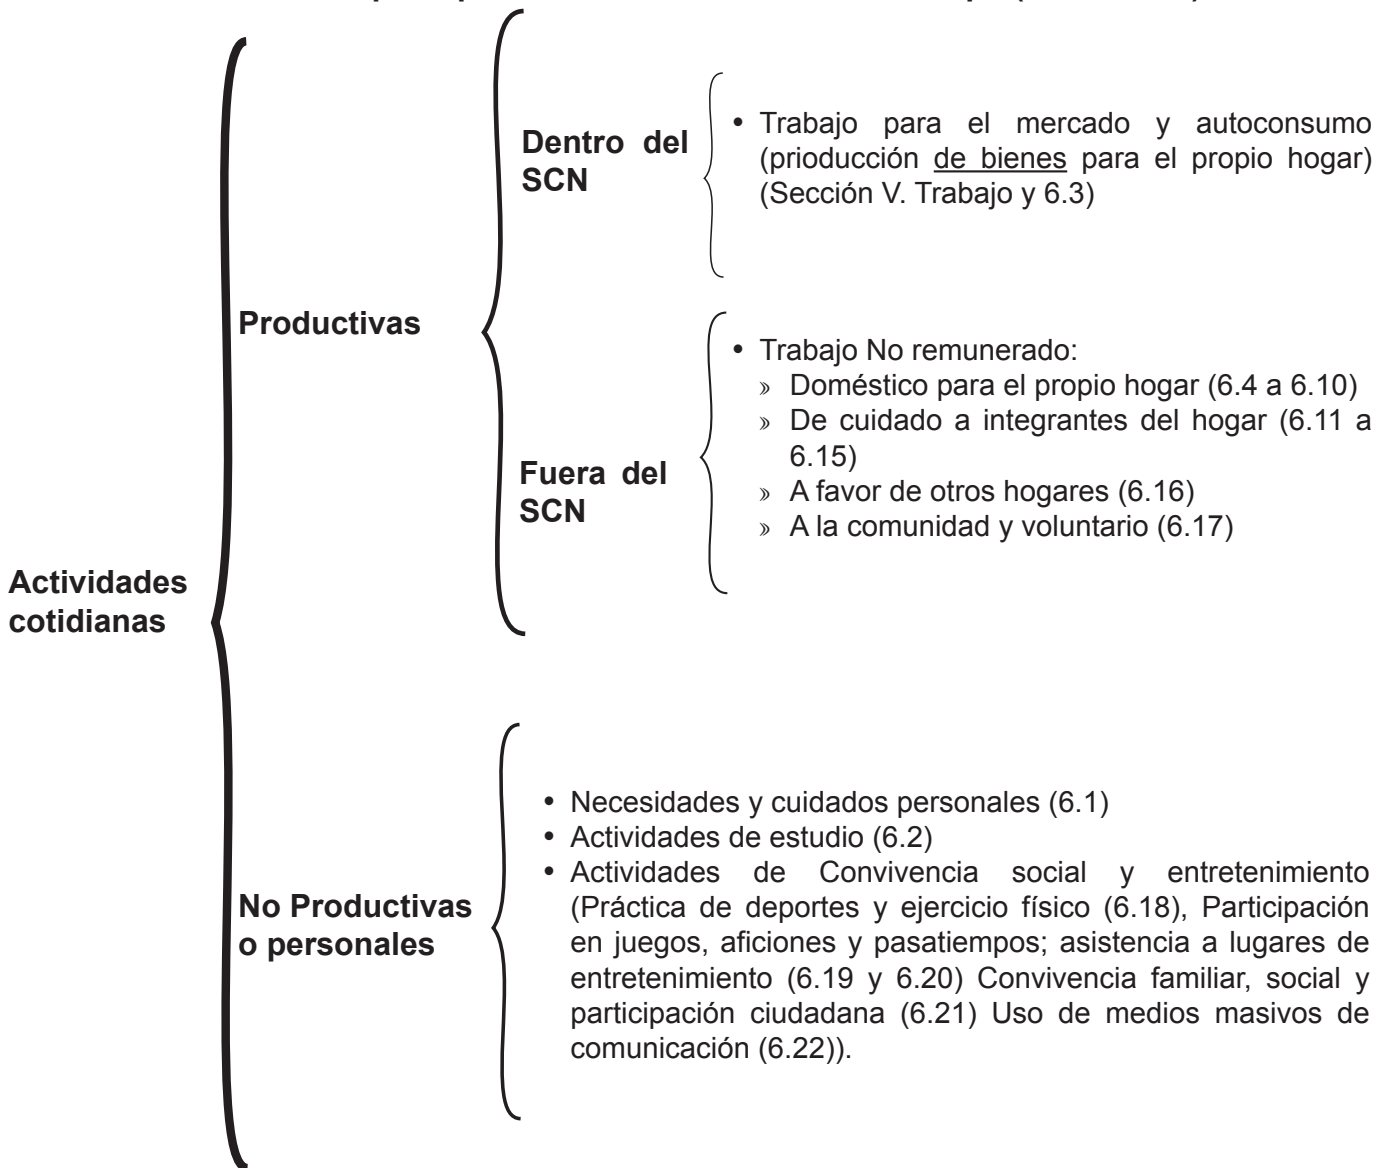 Actividades
cotidianas
Productivas
Dentro del
SCN
• Trabajo para el mercado y autoconsumo
(prioducción de bienes para el propio hogar)
(Sección V. Trabajo y 6.3)
Fuera del
SCN
• Trabajo No remunerado:
» Doméstico para el propio hogar (6.4 a 6.10)
» De cuidado a integrantes del hogar (6.11 a
6.15)
» A favor de otros hogares (6.16)
» A la comunidad y voluntario (6.17)
No Productivas
o personales
• Necesidades y cuidados personales (6.1)
• Actividades de estudio (6.2)
• Actividades de Convivencia social y entretenimiento
(Práctica de deportes y ejercicio físico (6.18), Participación
en juegos, aficiones y pasatiempos; asistencia a lugares de
entretenimiento (6.19 y 6.20) Convivencia familiar, social y
participación ciudadana (6.21) Uso de medios masivos de
comunicación (6.22)).